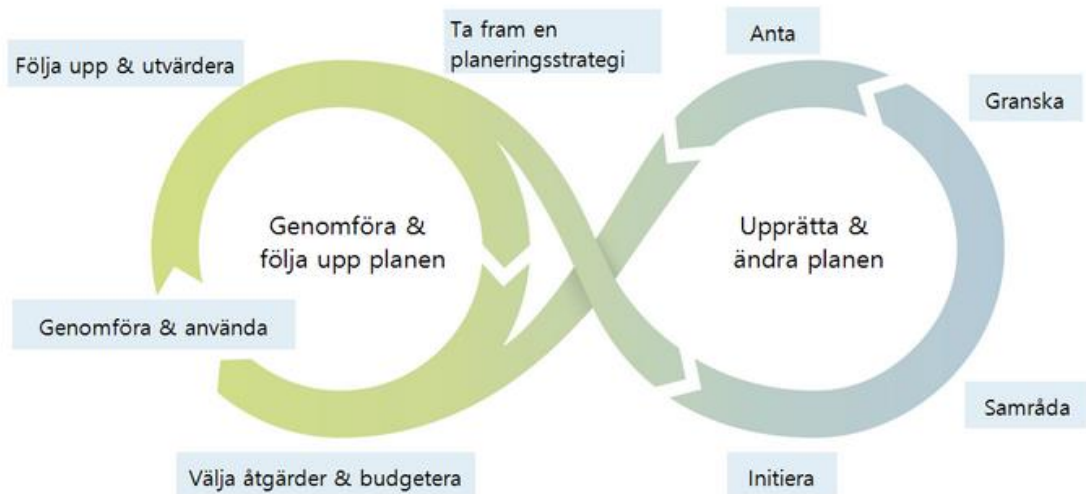 Ta fram en
planeringsstrategi
Anta
Följa upp & utvärdera
Granska
Genomföra &
följa upp planen
Upprätta &
ändra planen
Genomföra & använda
Samråda
Välja åtgärder & budgetera
Initiera